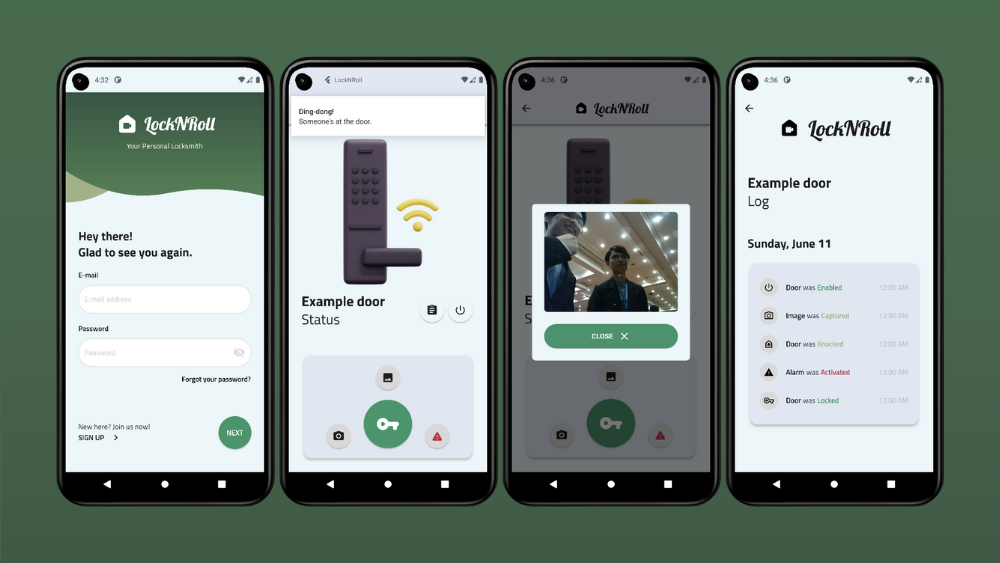 4:32
LockNRoll
Your Personal Locksmith
Hey there!
Glad to see you again.
E-mail
E-mail address
Password
Password
Forgot your password?
New here? Join us now!
SIGN UP
NEXT
LockNRoll
Ding-dong!
Someone's at the door.
Example door
Status
4:36
LockNRoll
E
S
CLOSE
4:36
LockNRoll
Example door
Log
Sunday, June 11
Door was Enabled 12:00 AM
Image was Captured 12:00 AM
Door was Knocked 12:00 AM
Alarm was Activated 12:00 AM
Door was Locked 12:00 AM